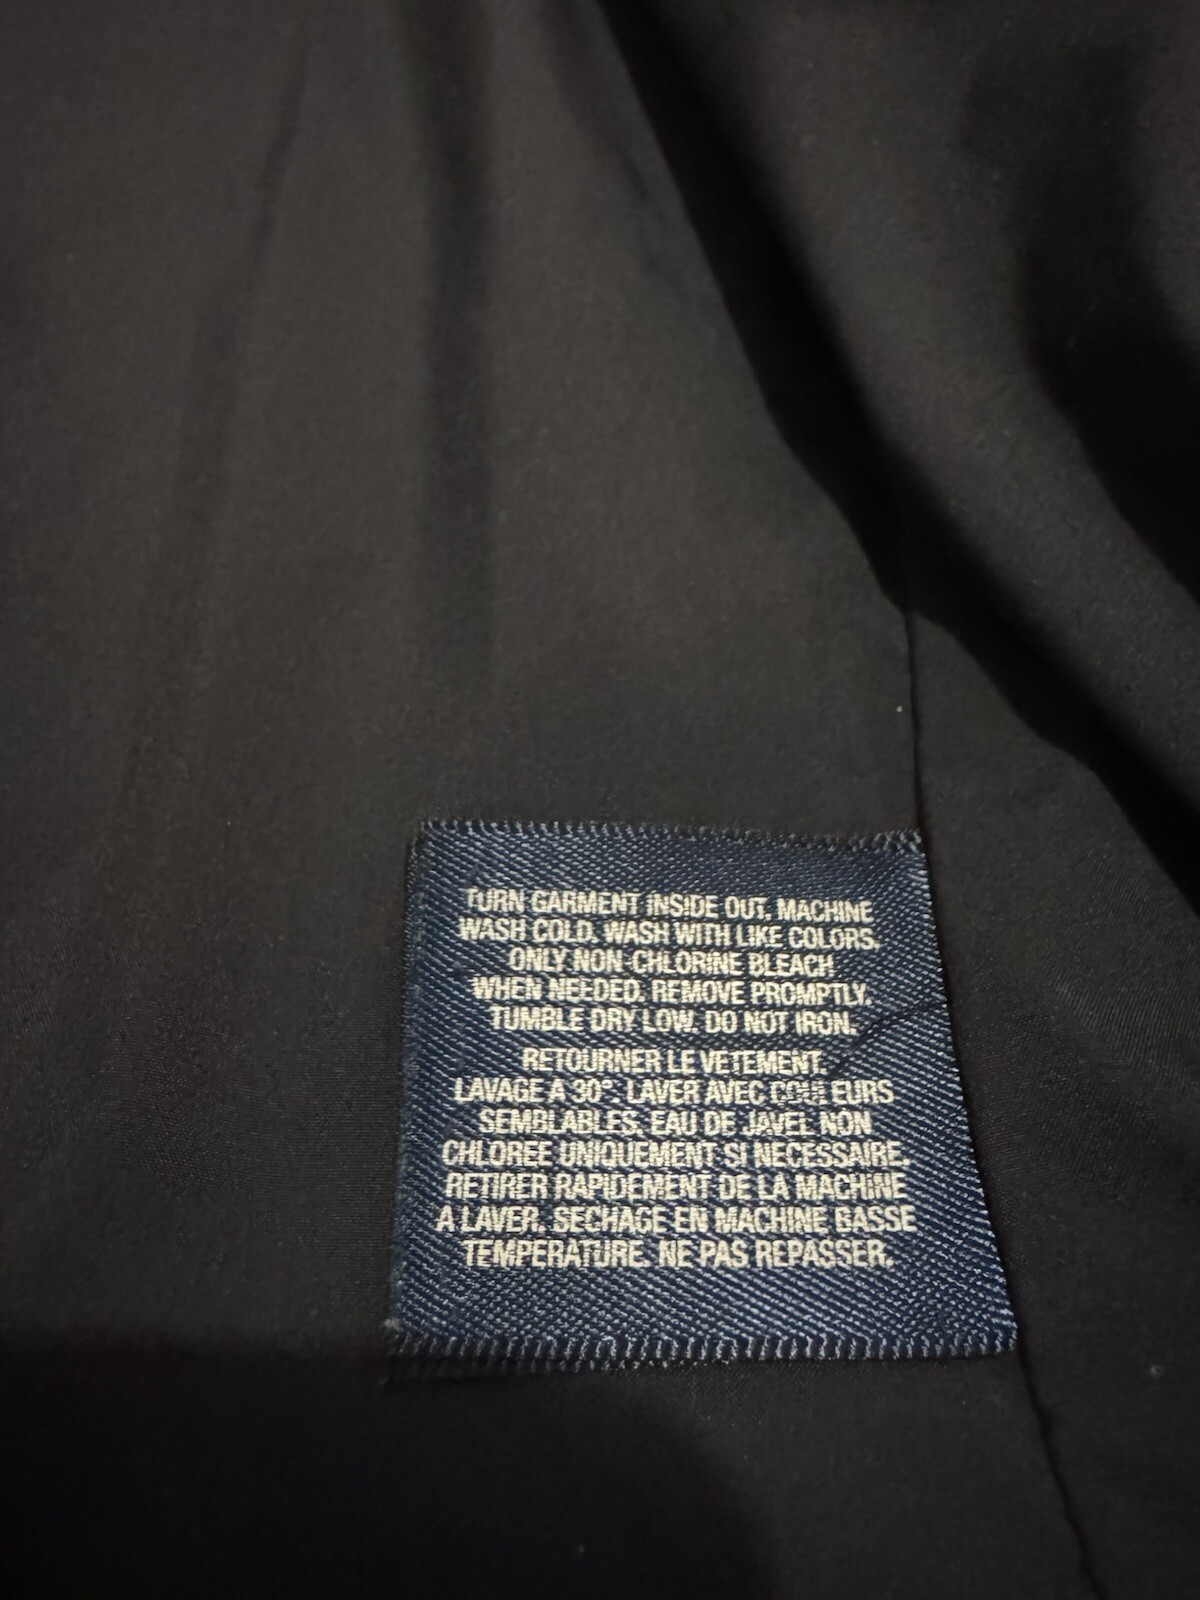 TURN GARMENT INSIDE OUT. MACHINE
WASH COLD. WASH WITH LIKE COLORS.
ONLY NON-CHLORINE BLEACH
WHEN NEEDED. REMOVE PROMPTLY.
TUMBLE DRY LOW. DO NOT IRON.
RETOURNER LE VETEMENT.
LAVAGE A 30°. LAVER AVEC COULEURS
SEMBLABLES. EAU DE JAVEL NON
CHLOREE UNIQUEMENT SI NECESSAIRE.
RETIRER RAPIDEMENT DE LA MACHINE
A LAVER. SECHAGE EN MACHINE BASSE
TEMPERATURE. NE PAS REPASSER.